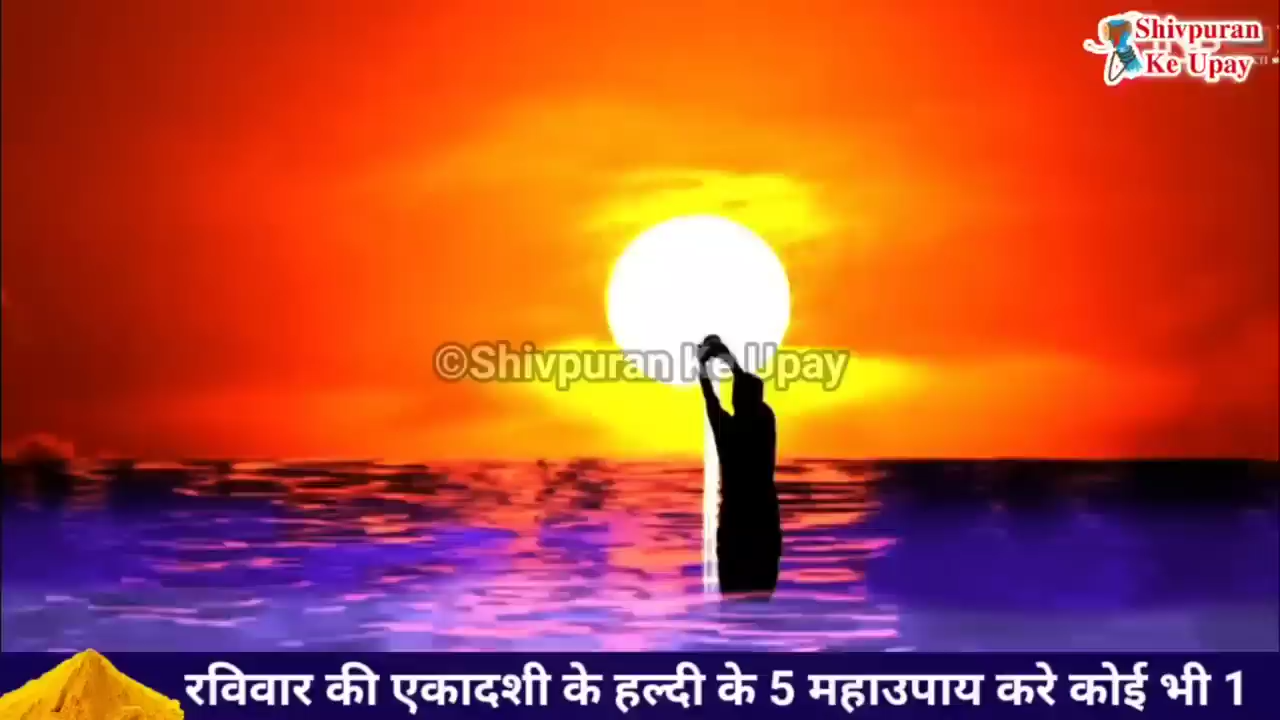 Shivpuran
Ke Upay
©Shivpuran Ke Upay
रविवार की एकादशी के हल्दी के 5 महाउपाय करे कोई भी 1